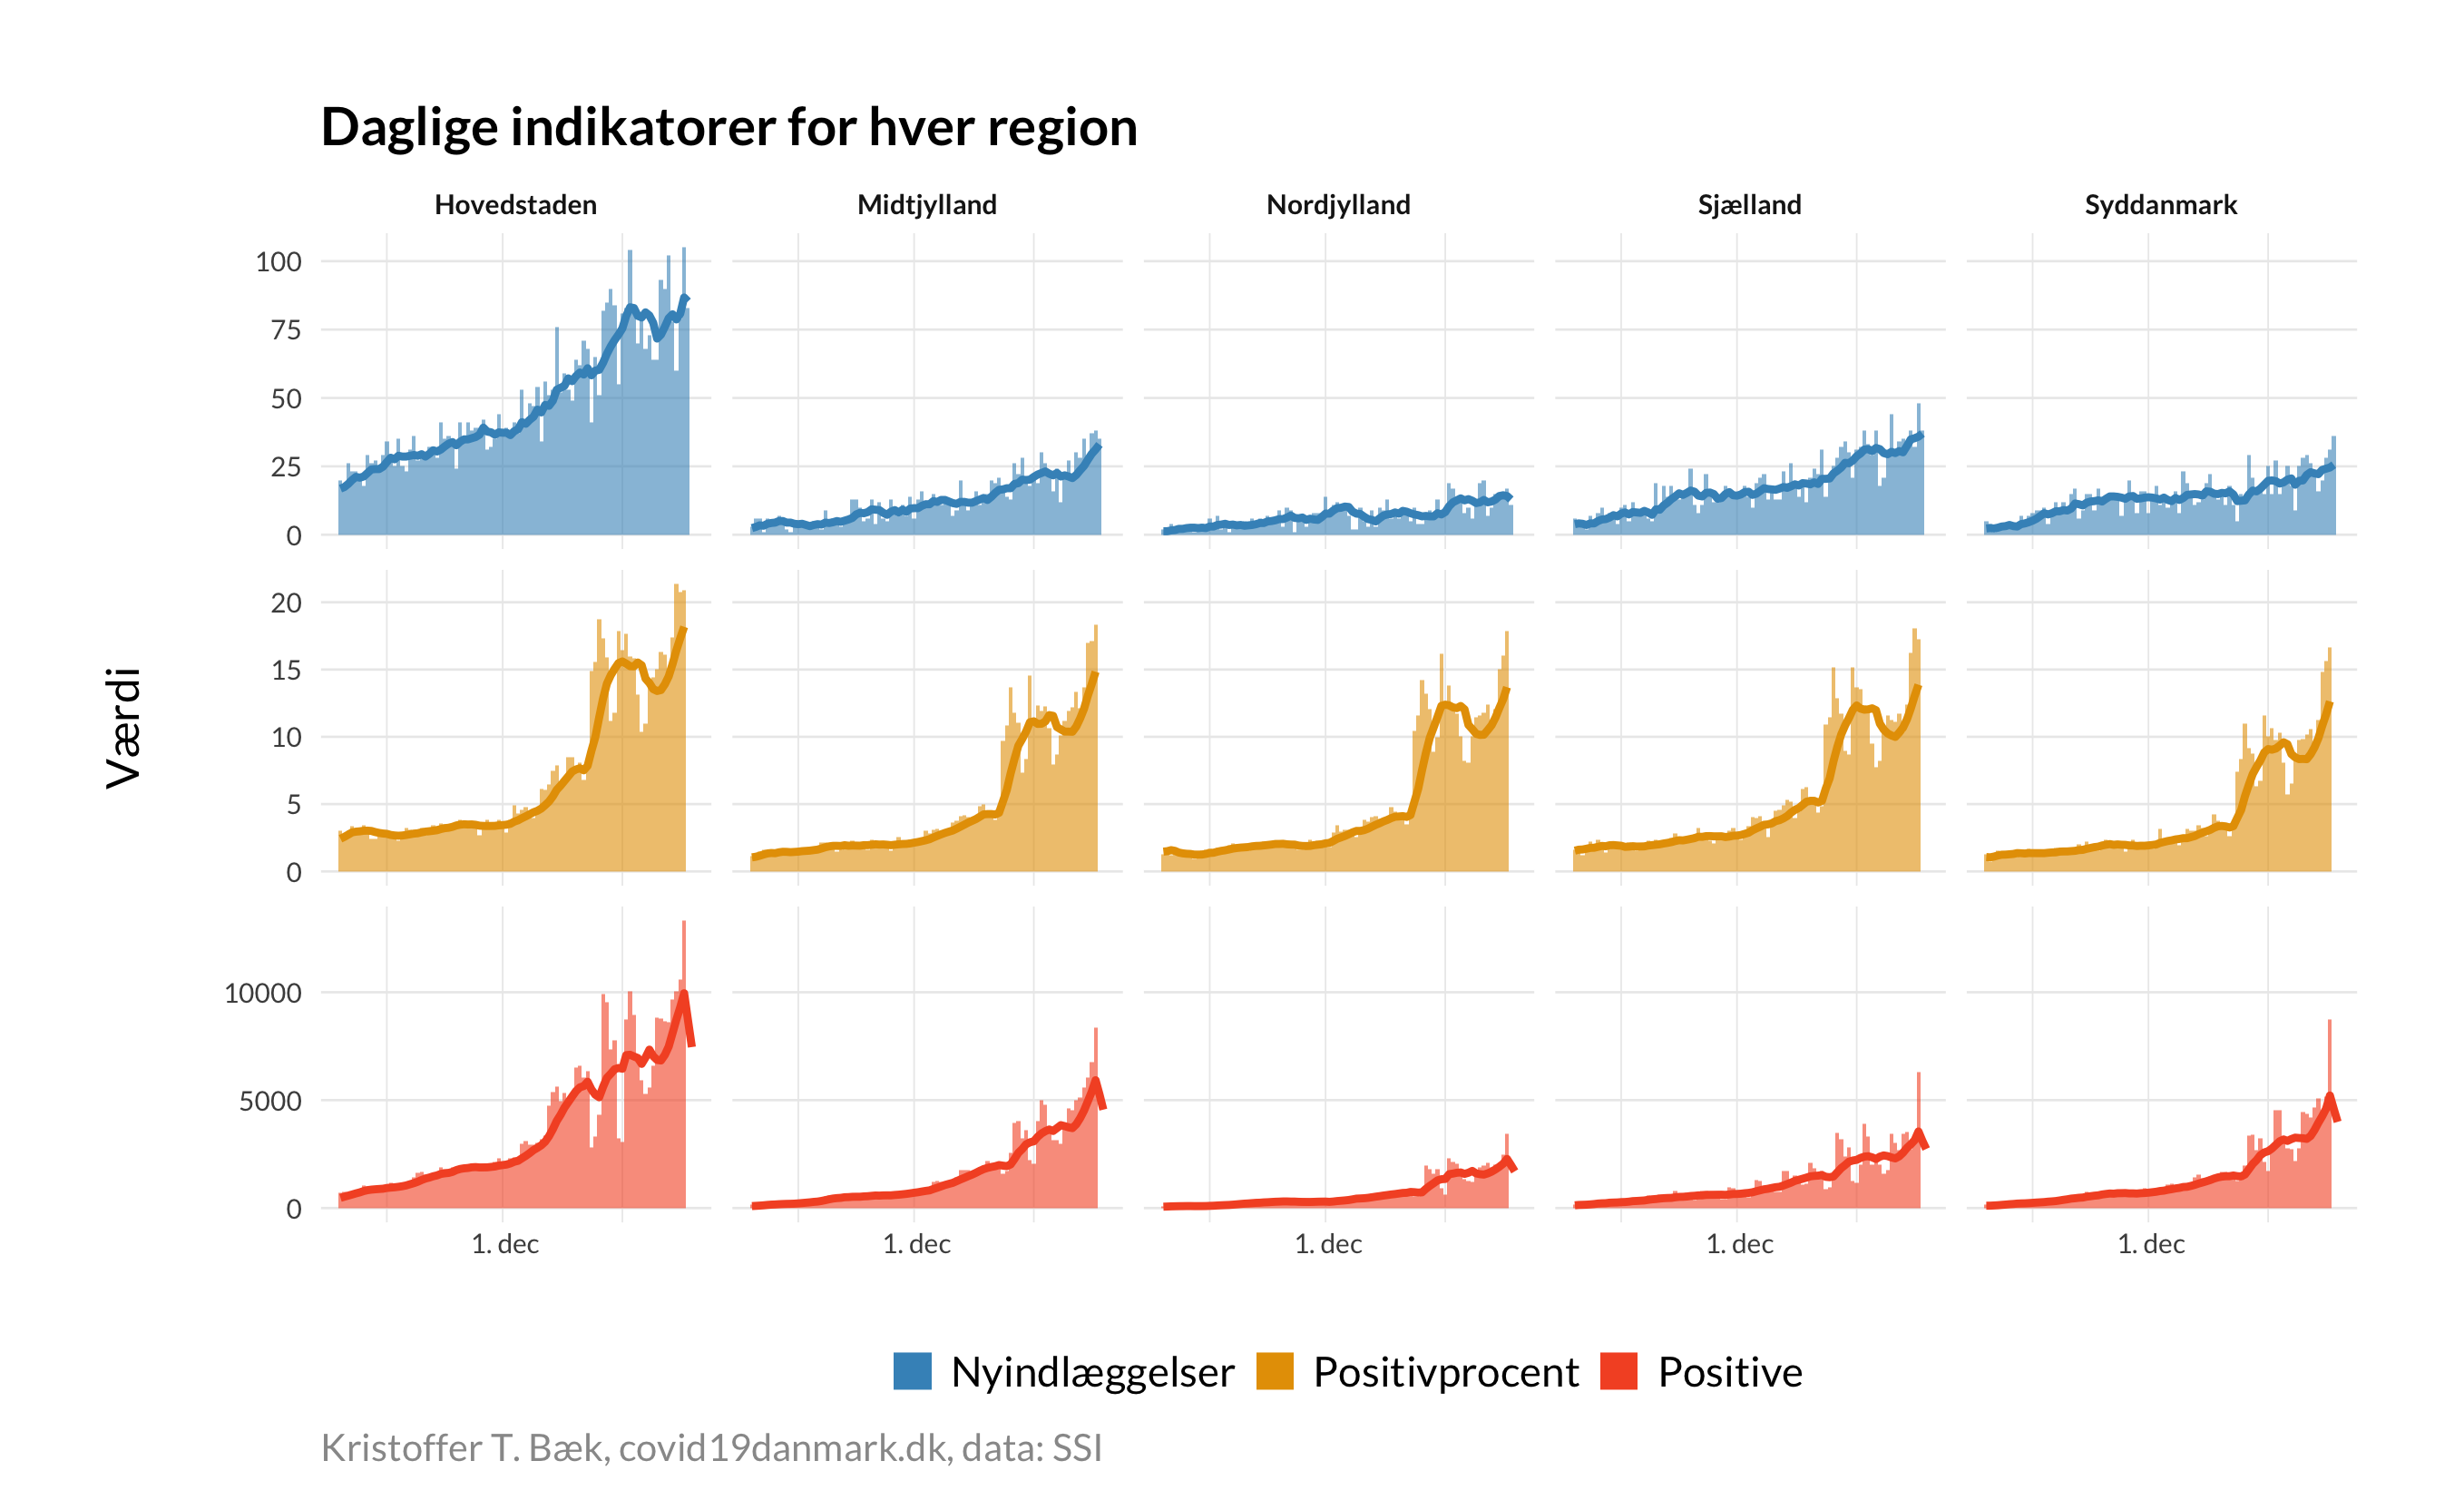 Daglige indikatorer for hver region
Hovedstaden Midtjylland Nordjylland Sjælland Syddanmark
100
75
50
25
0
20
15
10
5
0
Værdi
10000
5000
0
1. dec 1. dec 1. dec 1. dec 1. dec
Nyindlæggelser Positivprocent Positive
Kristoffer T. Bæk, covid19danmark.dk, data: SSI